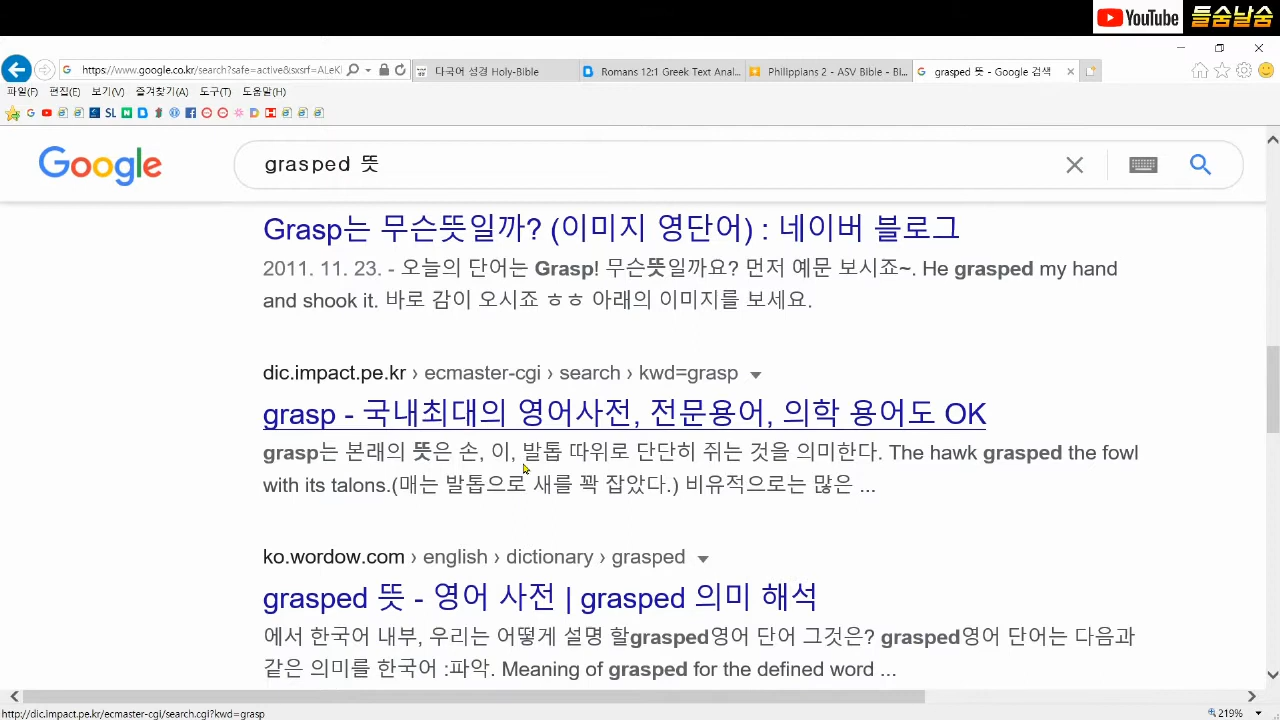 YouTube 들숨날숨
https://www.google.co.kr/search?safe=active&sxsrf=ALeKl
다국어 성경 Holy-Bible
Romans 12:1 Greek Text Anal...
Philippians 2 - ASV Bible - Bl...
grasped 뜻 - Google 검색
파일(F) 편집(E) 보기(V) 즐겨찾기(A) 도구(T) 도움말(H)
Google grasped 뜻
Grasp는 무슨뜻일까? (이미지 영단어) : 네이버 블로그
2011. 11. 23. - 오늘의 단어는 Grasp! 무슨뜻일까요? 먼저 예문 보시죠~. He grasped my hand
and shook it. 바로 감이 오시죠 ㅎㅎ 아래의 이미지를 보세요.
dic.impact.pe.kr › ecmaster-cgi › search › kwd=grasp
grasp - 국내최대의 영어사전, 전문용어, 의학 용어도 OK
grasp는 본래의 뜻은 손, 이, 발톱 따위로 단단히 쥐는 것을 의미한다. The hawk grasped the fowl
with its talons.(매는 발톱으로 새를 꽉 잡았다.) 비유적으로는 많은 ...
ko.wordow.com › english › dictionary › grasped
grasped 뜻 - 영어 사전 | grasped 의미 해석
에서 한국어 내부, 우리는 어떻게 설명 할grasped영어 단어 그것은? grasped영어 단어는 다음과
같은 의미를 한국어 :파악. Meaning of grasped for the defined word ...
http://dic.impact.pe.kr/ecmaster-cgi/search.cgi?kwd=grasp
219%